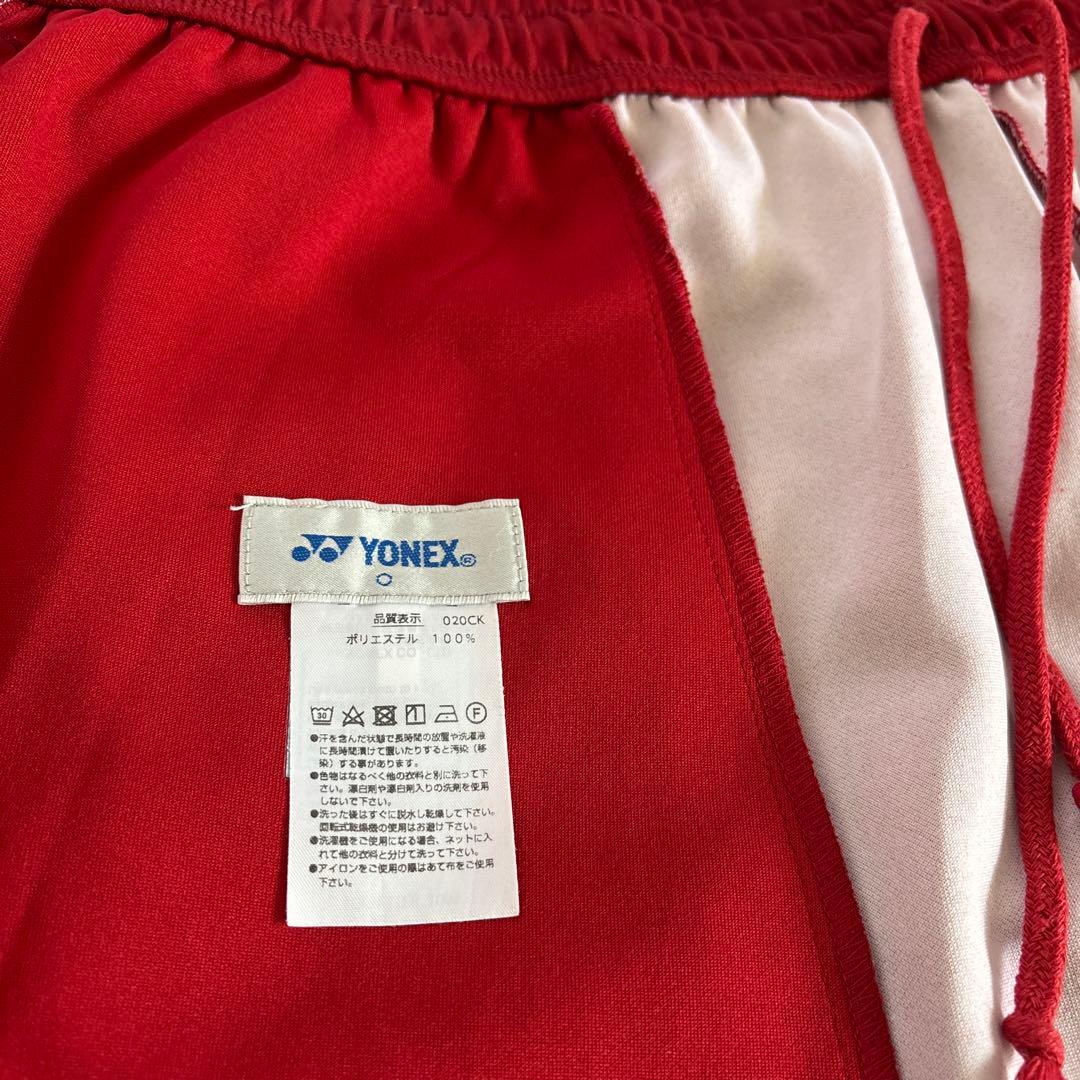 YONEX®
O
品質表示 020CK
ポリエステル 100%
30 F
●汗を含んだ状態で長時間の放置や洗濯液
に長時間漬けて置いたりすると汚染(移
染)する事があります。
●色物はなるべく他の衣料と別に洗って下
さい。漂白剤や漂白剤入りの洗剤を使用
しないで下さい。
●洗った後はすぐに脱水し乾燥して下さい。
回転式乾燥機の使用はお避け下さい。
●洗濯機をご使用になる場合、ネットに入
れて他の衣料と分けて洗って下さい。
●アイロンをご使用の際はあて布をご使用
下さい。